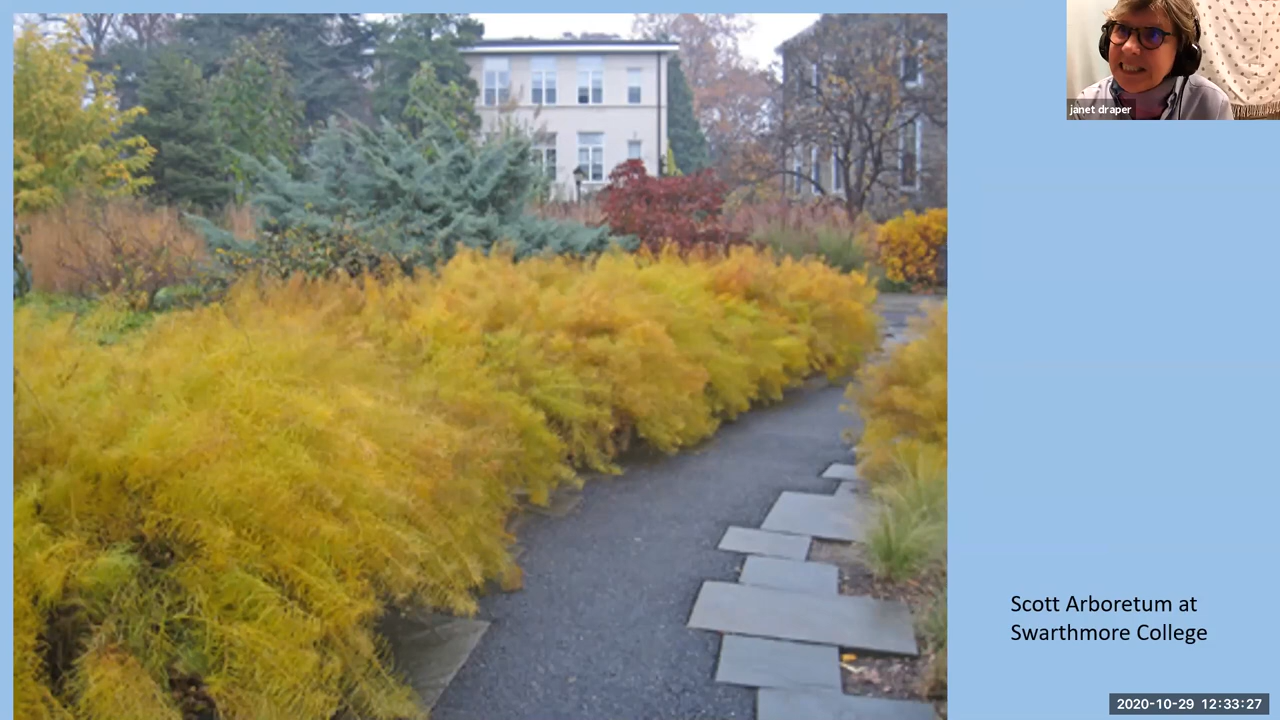 janet draper
Scott Arboretum at
Swarthmore College
2020-10-29 12:33:27